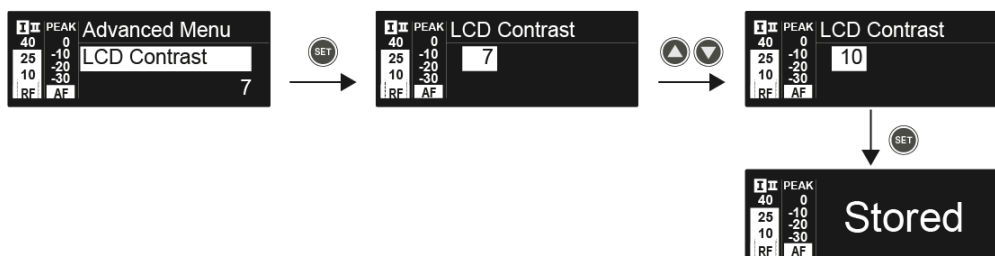 I II PEAK Advanced Menu
40 0
25 -10 LCD Contrast
10 -20
-30
RF AF 7
SET
I II PEAK LCD Contrast
40 0
25 -10 7
10 -20
-30
RF AF
I II PEAK LCD Contrast
40 0
25 -10 10
10 -20
-30
RF AF
SET
I II PEAK
40 0
25 -10 Stored
10 -20
-30
RF AF